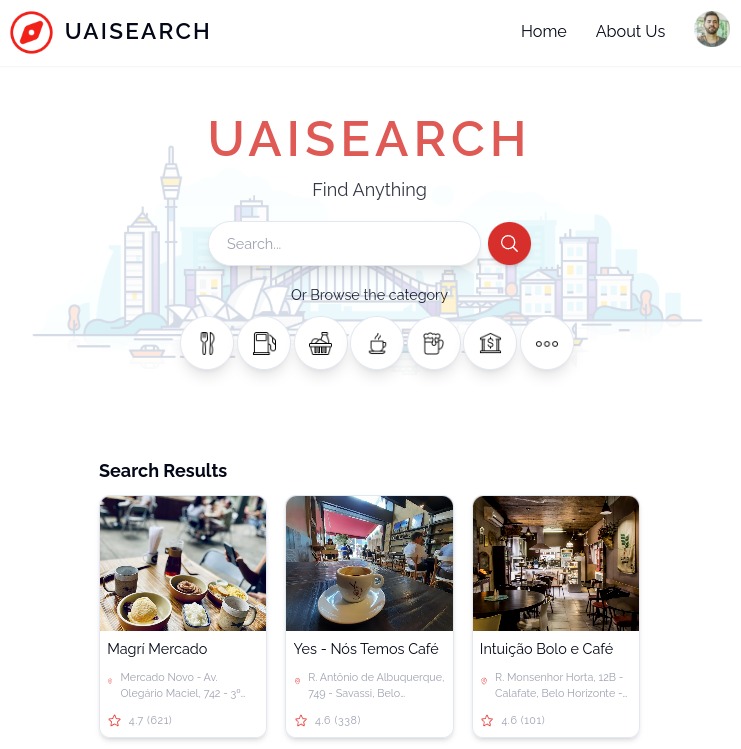 UAISEARCH
Home
About Us
UAISEARCH
Find Anything
Search...
Or Browse the category
Search Results
Magrí Mercado
Mercado Novo - Av.
Olegário Maciel, 742 - 3º...
4.7 (621)
Yes - Nós Temos Café
R. Antônio de Albuquerque,
749 - Savassi, Belo...
4.6 (338)
Intuição Bolo e Café
R. Monsenhor Horta, 12B -
Calafate, Belo Horizonte -...
4.6 (101)